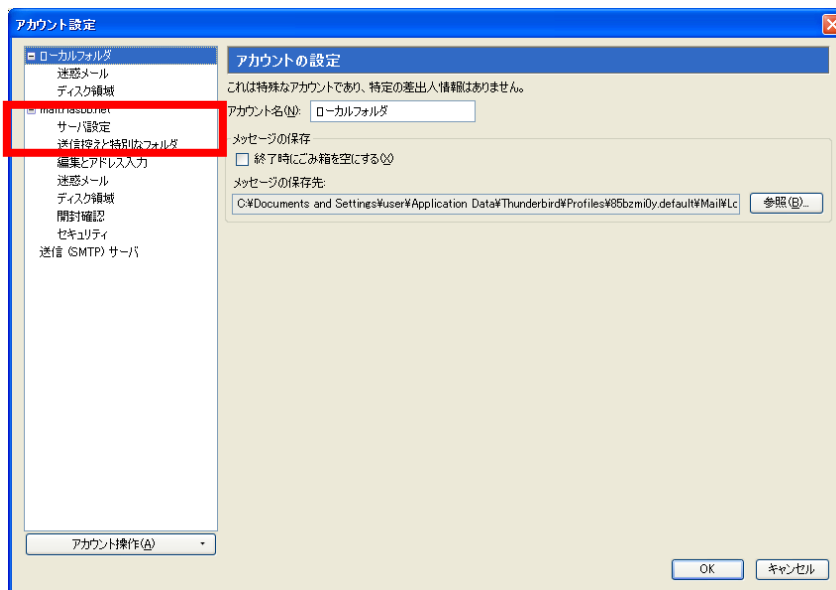 アカウント設定
ローカルフォルダ
迷惑メール
ディスク領域
サーバ設定
送信控えと特別なフォルダ
編集とアドレス入力
迷惑メール
ディスク領域
開封確認
セキュリティ
送信 (SMTP) サーバ
アカウント操作(A)
アカウントの設定
これは特殊なアカウントであり、特定の差出人情報はありません。
アカウント名(N): ローカルフォルダ
メッセージの保存
終了時にごみ箱を空にする(X)
メッセージの保存先:
C:¥Documents and Settings¥user¥Application Data¥Thunderbird¥Profiles¥85bzmi0y.default¥Mail¥Lc 参照(B)...
OK キャンセル